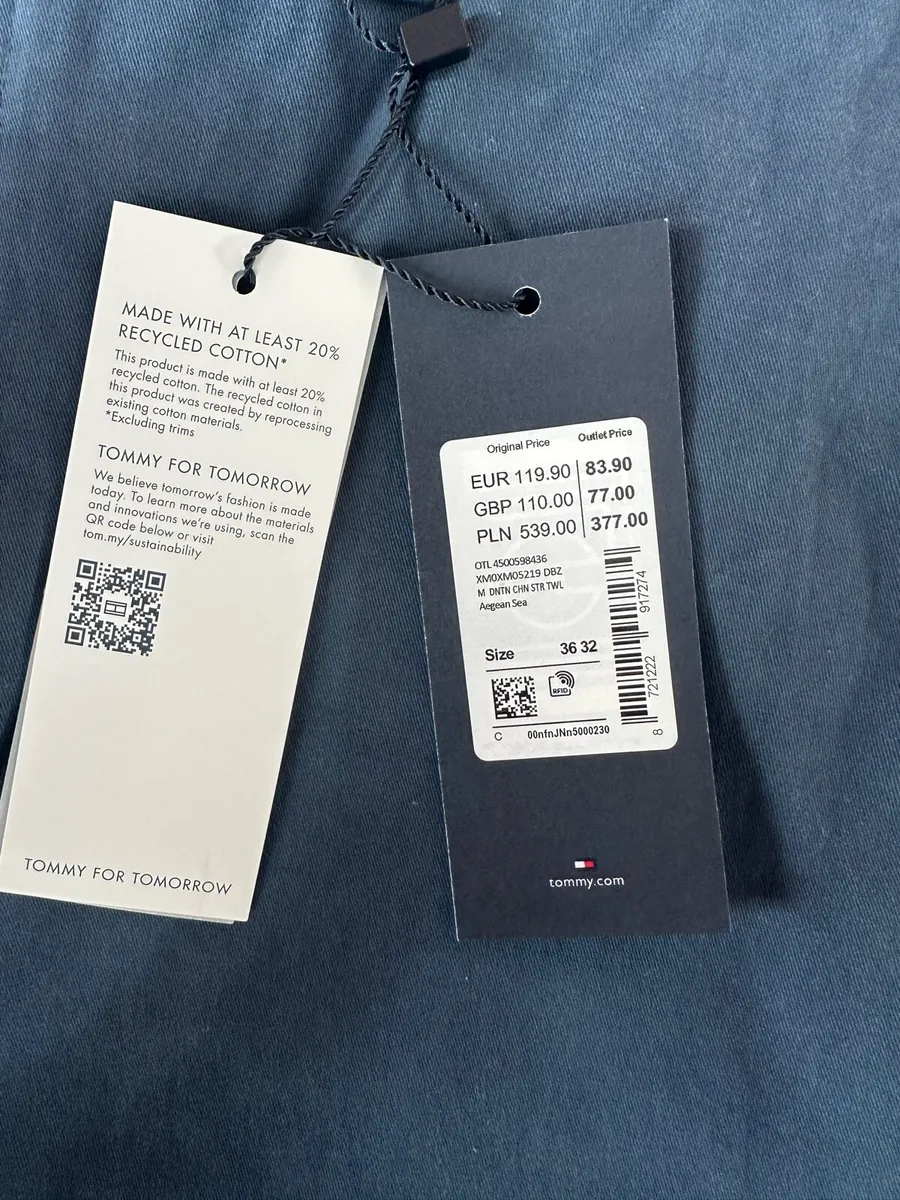 MADE WITH AT LEAST 20%
RECYCLED COTTON*
This product is made with at least 20%
recycled cotton. The recycled cotton in
this product was created by reprocessing
existing cotton materials.
*Excluding trims
TOMMY FOR TOMORROW
We believe tomorrow's fashion is made
today. To learn more about the materials
and innovations we're using, scan the
QR code below or visit
tom.my/sustainability
TOMMY FOR TOMORROW
Original Price Outlet Price
EUR 119.90 83.90
GBP 110.00 77.00
PLN 539.00 377.00
OTL 4500598436
XM0XM05219 DBZ
M DNTN CHN STR TWL
Aegean Sea
Size 36 32
RFID
C 00nfnJNn5000230
8 721222 917274
tommy.com